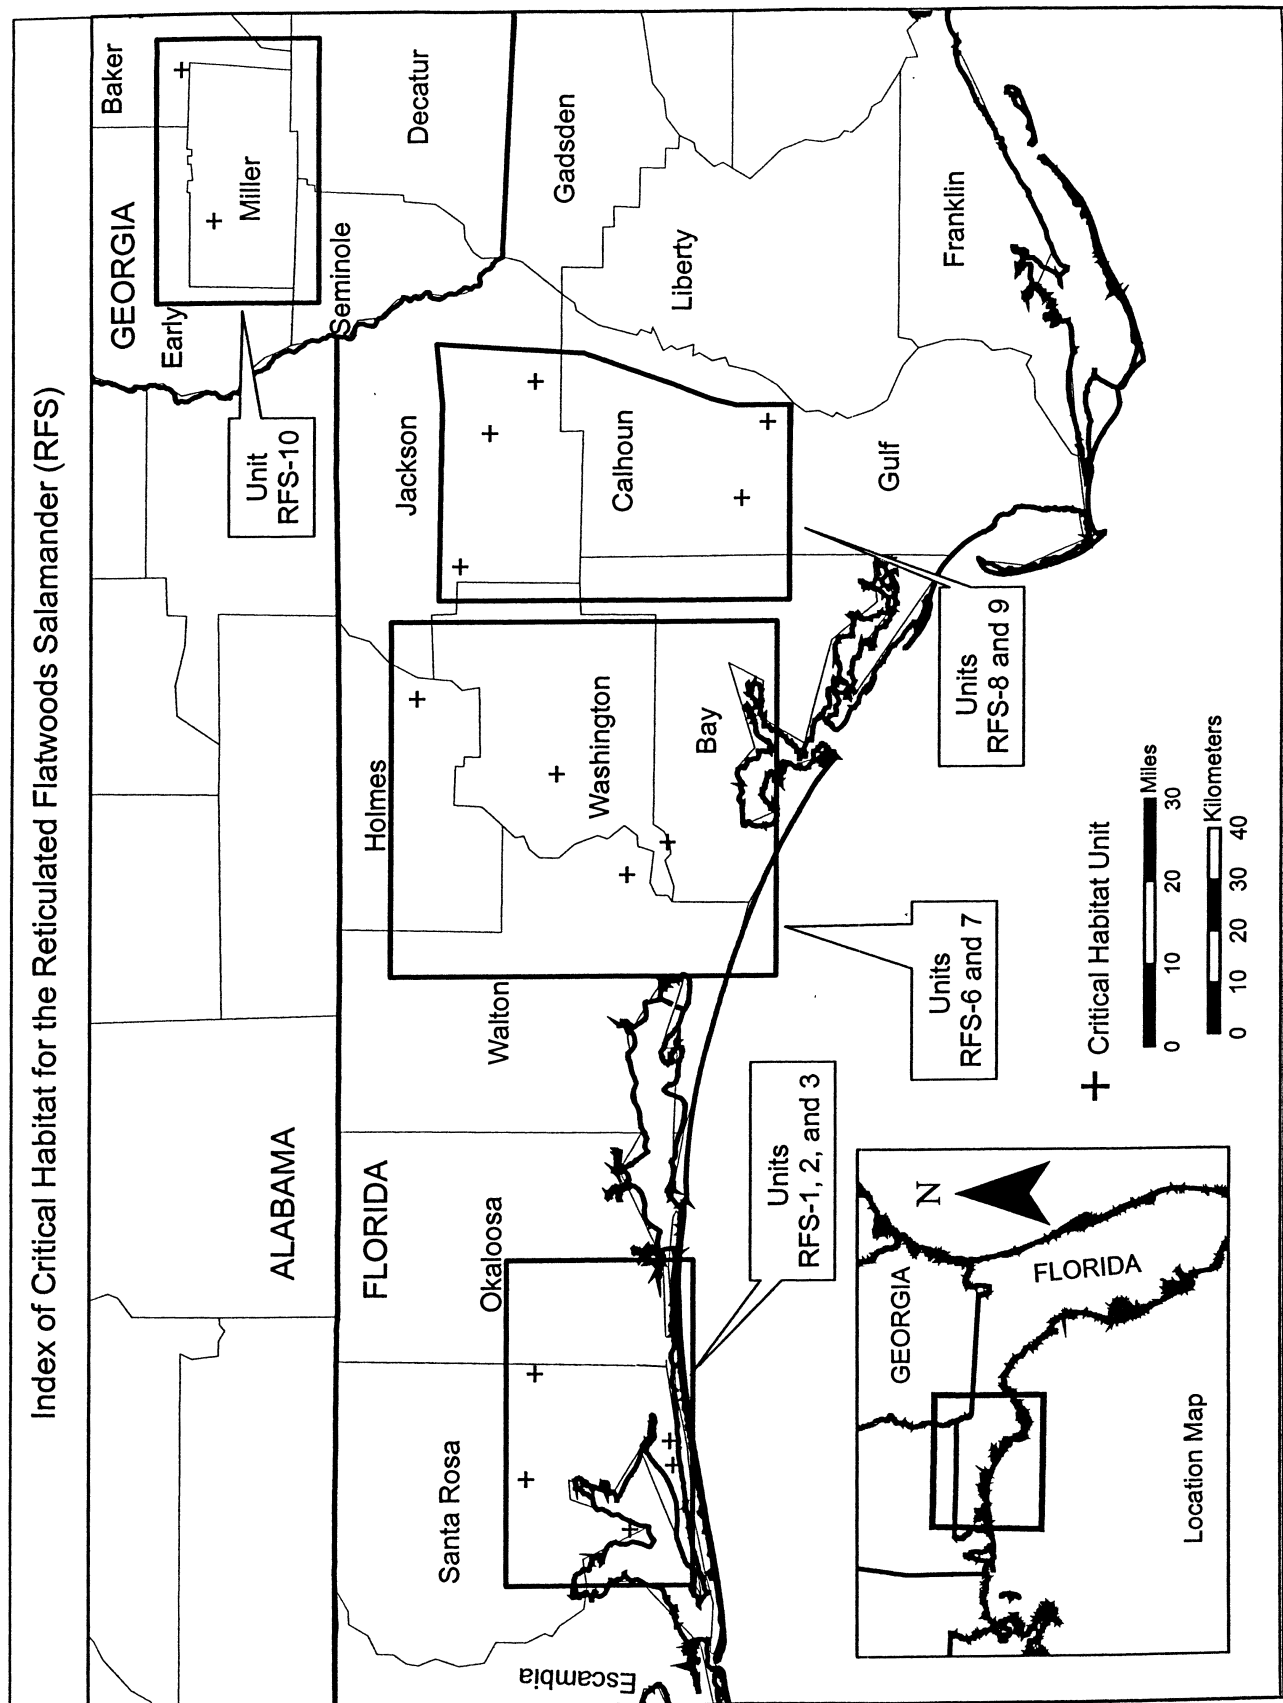 Index of Critical Habitat for the Reticulated Flatwoods Salamander (RFS)
ALABAMA
GEORGIA
Baker
Early
Miller
Unit
RFS-10
Seminole
Decatur
FLORIDA
Escambia
Santa Rosa
Okaloosa
Walton
Holmes
Washington
Bay
Jackson
Calhoun
Gadsden
Liberty
Gulf
Franklin
Units
RFS-1, 2, and 3
Units
RFS-6 and 7
Units
RFS-8 and 9
Critical Habitat Unit
0 10 20 30 Miles
0 10 20 30 40 Kilometers
N
GEORGIA
FLORIDA
Location Map